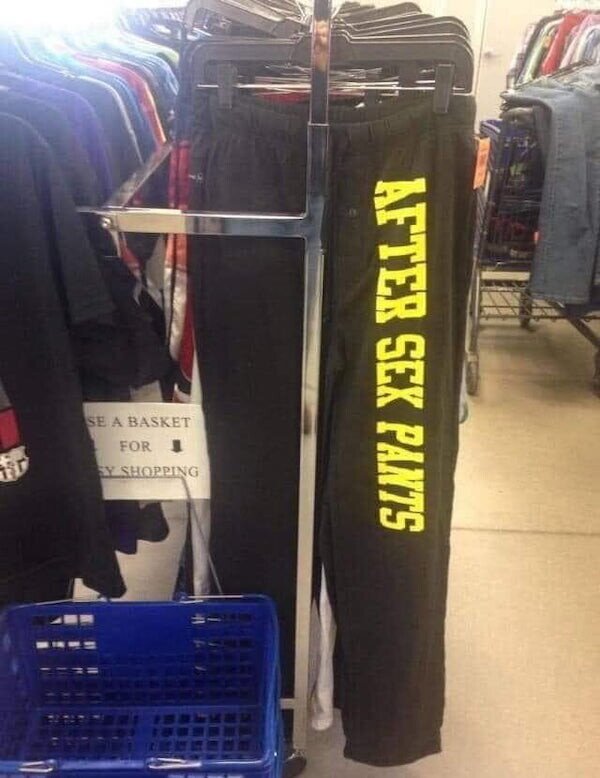 AFTER SEX PANTS
SE A BASKET
FOR ⬇
SY SHOPPING